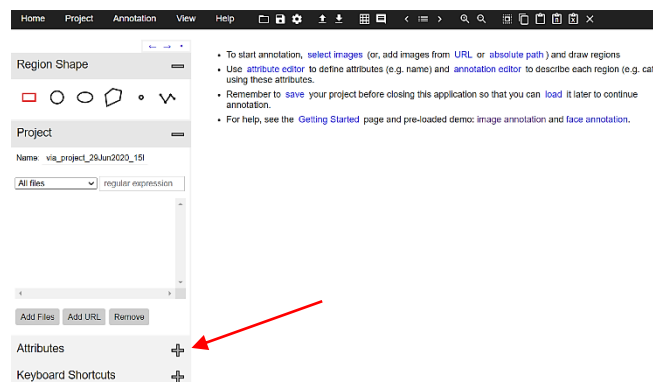 Home Project Annotation View Help
Region Shape
Project
Name: via_project_29Jun2020_15l
All files regular expression
Add Files Add URL Remove
Attributes
Keyboard Shortcuts
• To start annotation, select images (or, add images from URL or absolute path ) and draw regions
• Use attribute editor to define attributes (e.g. name) and annotation editor to describe each region (e.g. cat
using these attributes.
• Remember to save your project before closing this application so that you can load it later to continue
annotation.
• For help, see the Getting Started page and pre-loaded demo: image annotation and face annotation.